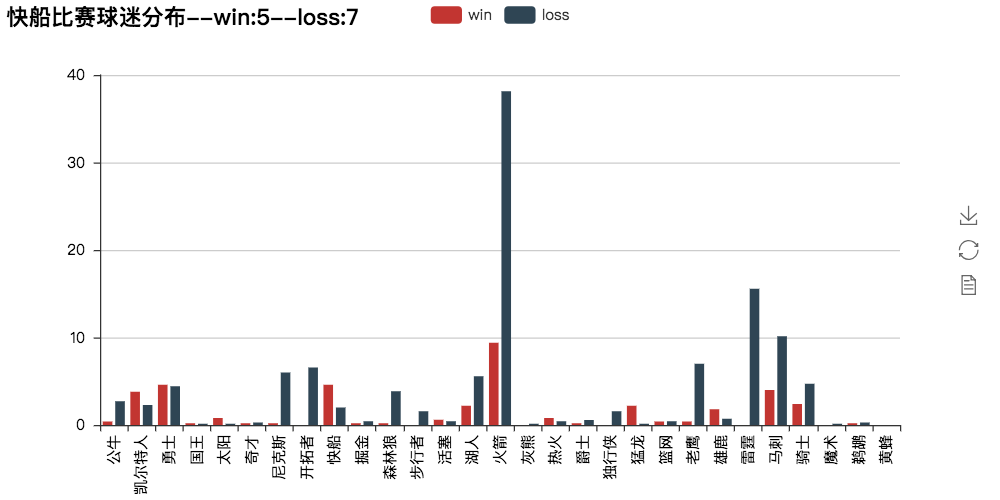 快船比赛球迷分布--win:5--loss:7
win
loss
40
30
20
10
0
公牛
凯尔特人
勇士
国王
太阳
奇才
尼克斯
开拓者
快船
掘金
森林狼
步行者
活塞
湖人
火箭
灰熊
热火
爵士
独行侠
猛龙
篮网
老鹰
雄鹿
雷霆
马刺
骑士
魔术
鹈鹕
黄蜂